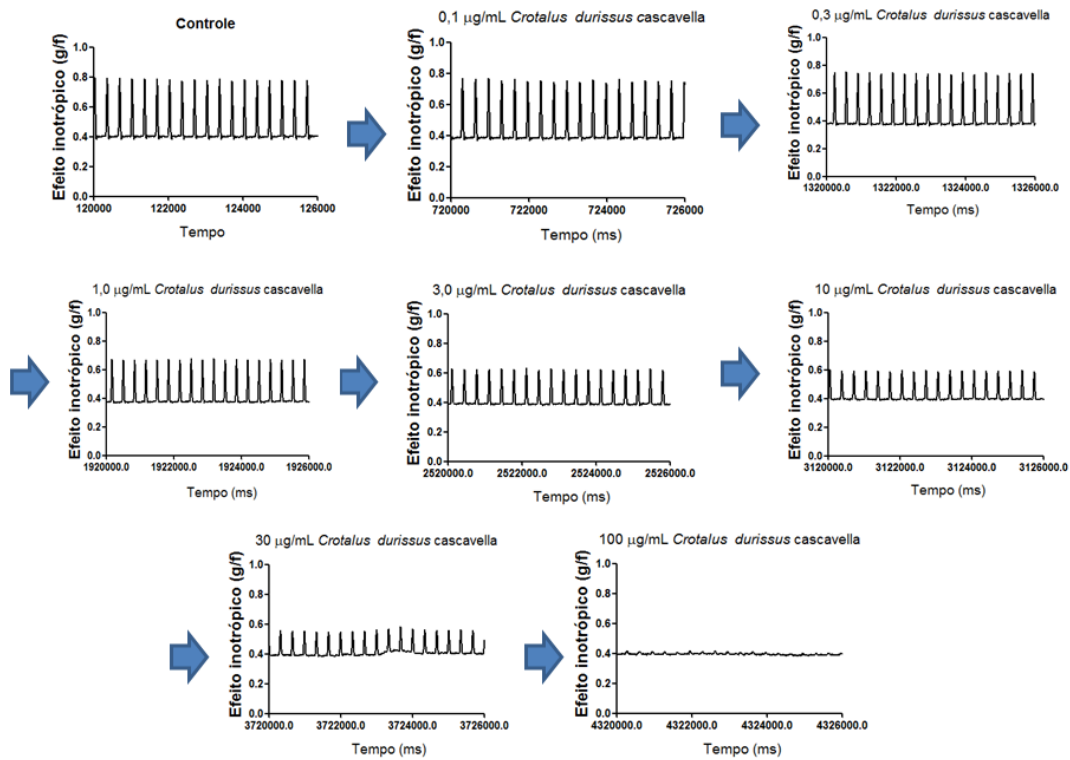 Controle
Efeito inotrópico (g/f)
1.0
0.8
0.6
0.4
0.2
0.0
120000 122000 124000 126000
Tempo
0,1 µg/mL Crotalus durissus cascavella
Efeito inotrópico (g/f)
1.0
0.8
0.6
0.4
0.2
0.0
720000 722000 724000 726000
Tempo (ms)
0,3 µg/mL Crotalus durissus cascavella
Efeito inotrópico (g/f)
1.0
0.8
0.6
0.4
0.2
0.0
1320000.0 1322000.0 1324000.0 1326000.0
Tempo (ms)
1,0 µg/mL Crotalus durissus cascavella
Efeito inotrópico (g/f)
1.0
0.8
0.6
0.4
0.2
0.0
1920000.0 1922000.0 1924000.0 1926000.0
Tempo (ms)
3,0 µg/mL Crotalus durissus cascavella
Efeito inotrópico (g/f)
1.0
0.8
0.6
0.4
0.2
0.0
2520000.0 2522000.0 2524000.0 2526000.0
Tempo (ms)
10 µg/mL Crotalus durissus cascavella
Efeito inotrópico (g/f)
1.0
0.8
0.6
0.4
0.2
0.0
3120000.0 3122000.0 3124000.0 3126000.0
Tempo (ms)
30 µg/mL Crotalus durissus cascavella
Efeito inotrópico (g/f)
1.0
0.8
0.6
0.4
0.2
0.0
3720000.0 3722000.0 3724000.0 3726000.0
Tempo (ms)
100 µg/mL Crotalus durissus cascavella
Efeito inotrópico (g/f)
1.0
0.8
0.6
0.4
0.2
0.0
4320000.0 4322000.0 4324000.0 4326000.0
Tempo (ms)